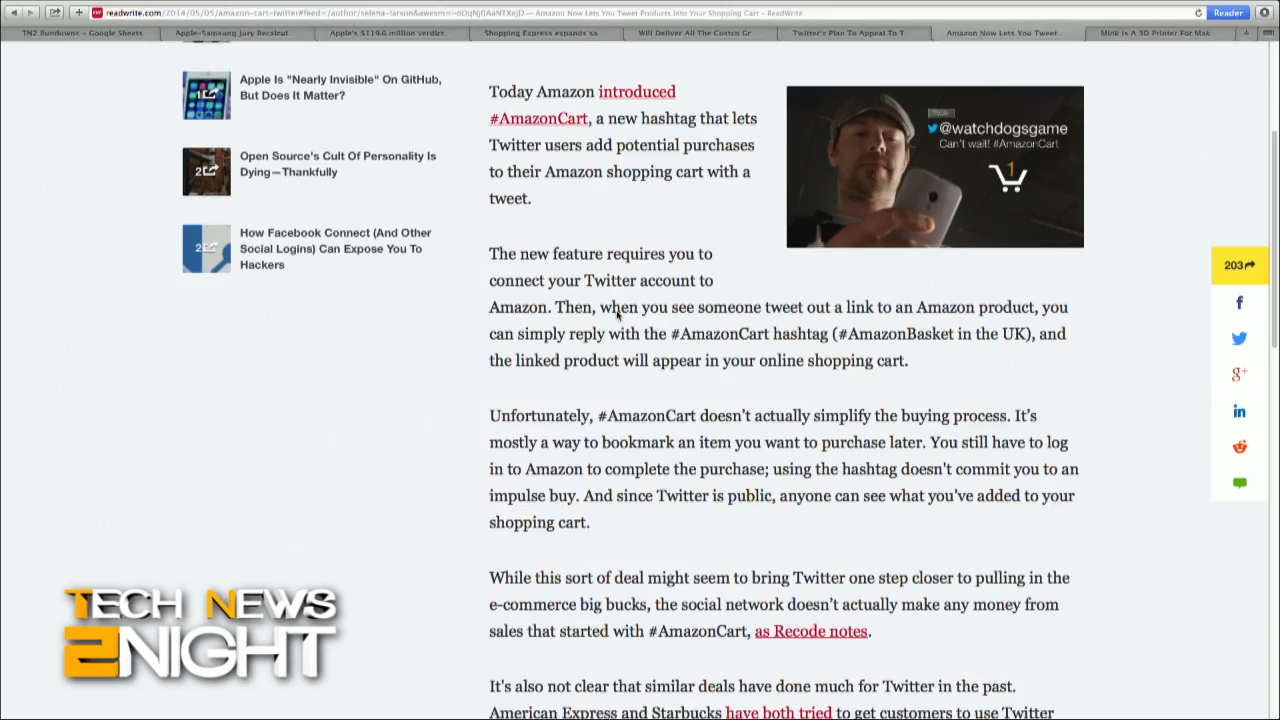 readwrite.com/2014/05/05/amazon-cart-twitter#feed=/author/selena-larson&awesm=~oDqNj0AaNTXeJD — Amazon Now Lets You Tweet Products Into Your Shopping Cart – ReadWrite
Reader
TN2 Rundowns – Google Sheets
Apple-Samsung Jury Recalcul...
Apple's $119.6 million verdict...
Shopping Express expands sa...
Will Deliver All The Costco Gr...
Twitter's Plan To Appeal To T...
Amazon Now Lets You Tweet...
Mink Is A 3D Printer For Mak...
1
Apple Is "Nearly Invisible" On GitHub,
But Does It Matter?
2
Open Source's Cult Of Personality Is
Dying—Thankfully
2
How Facebook Connect (And Other
Social Logins) Can Expose You To
Hackers
Today Amazon introduced
#AmazonCart, a new hashtag that lets
Twitter users add potential purchases
to their Amazon shopping cart with a
tweet.
@watchdogsgame
Can't wait! #AmazonCart
1
The new feature requires you to
connect your Twitter account to
Amazon. Then, when you see someone tweet out a link to an Amazon product, you
can simply reply with the #AmazonCart hashtag (#AmazonBasket in the UK), and
the linked product will appear in your online shopping cart.
Unfortunately, #AmazonCart doesn't actually simplify the buying process. It's
mostly a way to bookmark an item you want to purchase later. You still have to log
in to Amazon to complete the purchase; using the hashtag doesn't commit you to an
impulse buy. And since Twitter is public, anyone can see what you've added to your
shopping cart.
While this sort of deal might seem to bring Twitter one step closer to pulling in the
e-commerce big bucks, the social network doesn't actually make any money from
sales that started with #AmazonCart, as Recode notes.
It's also not clear that similar deals have done much for Twitter in the past.
American Express and Starbucks have both tried to get customers to use Twitter
203
f
g+
in
TECH NEWS
2NIGHT